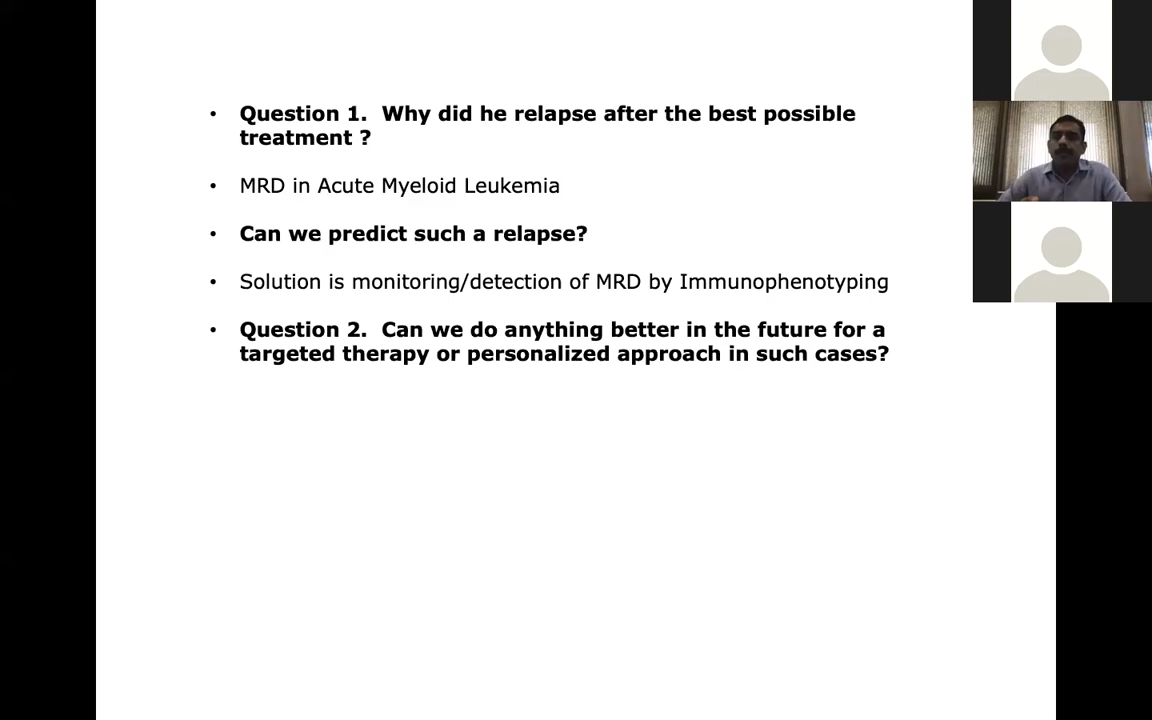 • Question 1.  Why did he relapse after the best possible
treatment ?
• MRD in Acute Myeloid Leukemia
• Can we predict such a relapse?
• Solution is monitoring/detection of MRD by Immunophenotyping
• Question 2.  Can we do anything better in the future for a
targeted therapy or personalized approach in such cases?